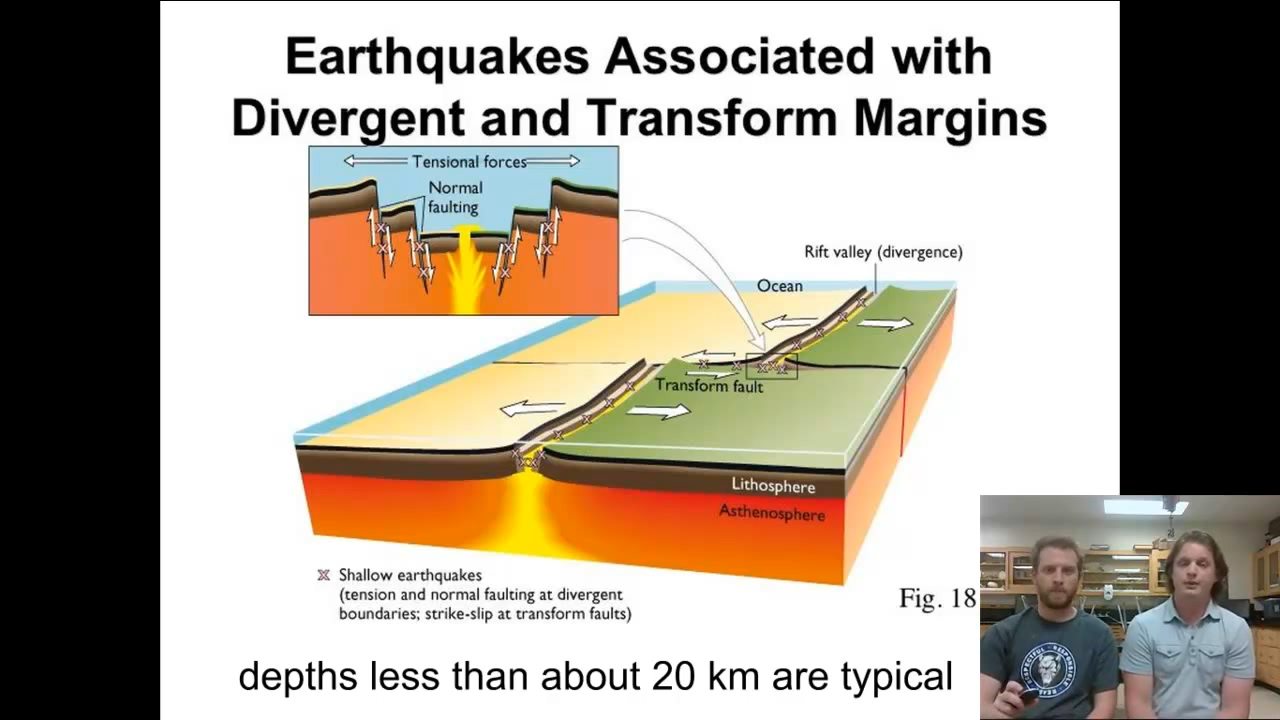 Earthquakes Associated with
Divergent and Transform Margins
Tensional forces
Normal
faulting
Rift valley (divergence)
Ocean
Transform fault
Lithosphere
Asthenosphere
x Shallow earthquakes
(tension and normal faulting at divergent
boundaries; strike-slip at transform faults)
Fig. 18
depths less than about 20 km are typical